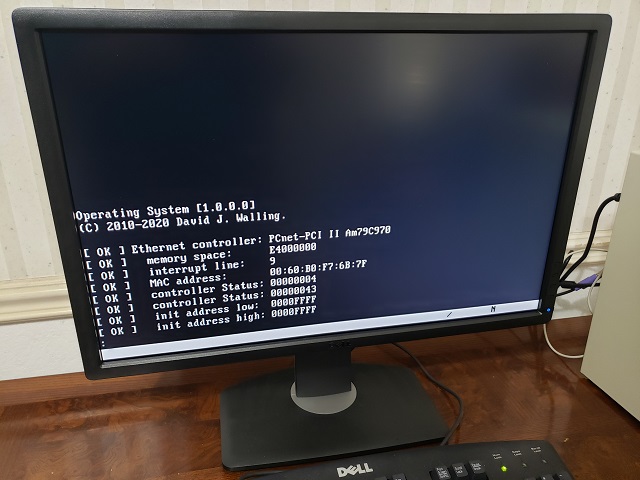 Operating System [1.0.0.0]
(C) 2010-2020 David J. Walling.
[ OK ] Ethernet controller: PCnet-PCI II Am79C970
[ OK ] memory space: E4000000
[ OK ] interrupt line: 9
[ OK ] MAC address: 00:60:B0:F7:6B:7F
[ OK ] controller Status: 00000004
[ OK ] controller Status: 00000043
[ OK ] init address low: 0000FFFF
[ OK ] init address high: 0000FFFF
:
/ N
DELL